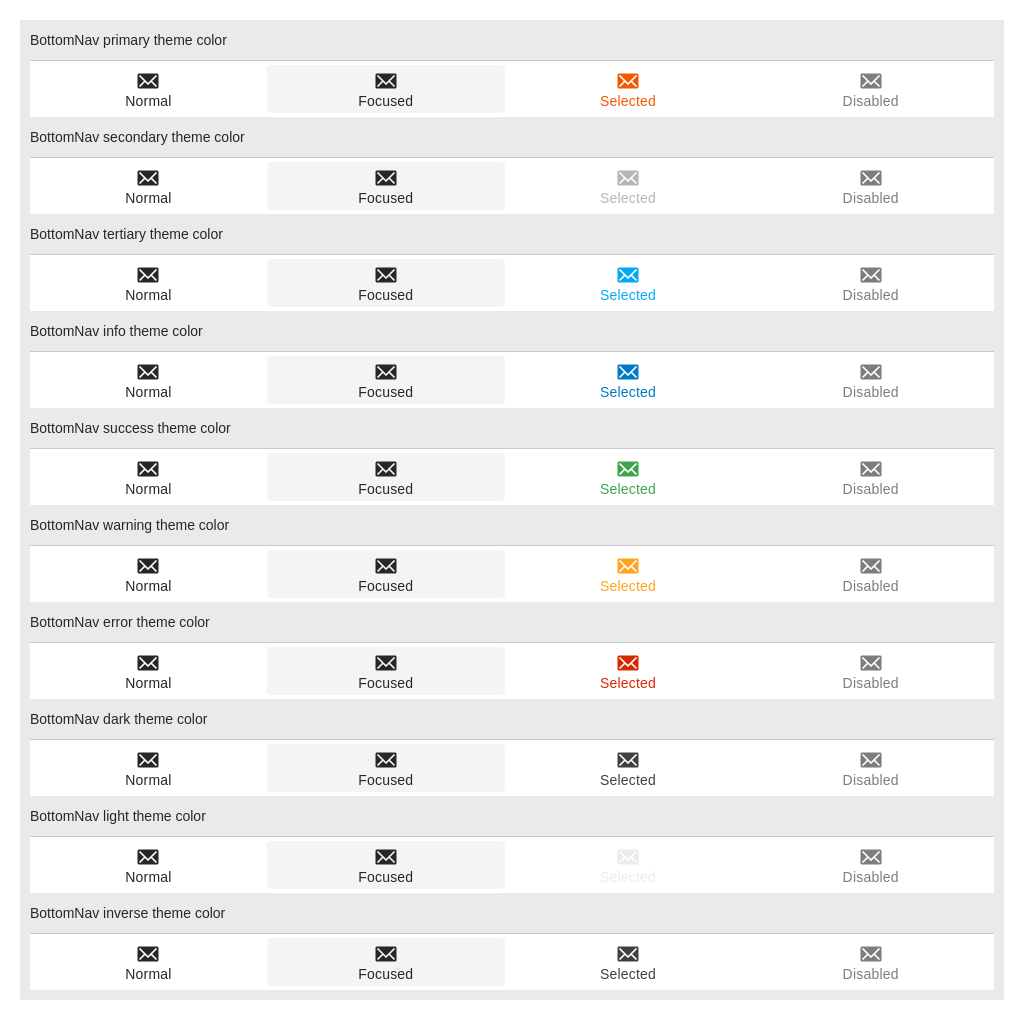 BottomNav primary theme color
Normal Focused Selected Disabled
BottomNav secondary theme color
Normal Focused Selected Disabled
BottomNav tertiary theme color
Normal Focused Selected Disabled
BottomNav info theme color
Normal Focused Selected Disabled
BottomNav success theme color
Normal Focused Selected Disabled
BottomNav warning theme color
Normal Focused Selected Disabled
BottomNav error theme color
Normal Focused Selected Disabled
BottomNav dark theme color
Normal Focused Selected Disabled
BottomNav light theme color
Normal Focused Selected Disabled
BottomNav inverse theme color
Normal Focused Selected Disabled